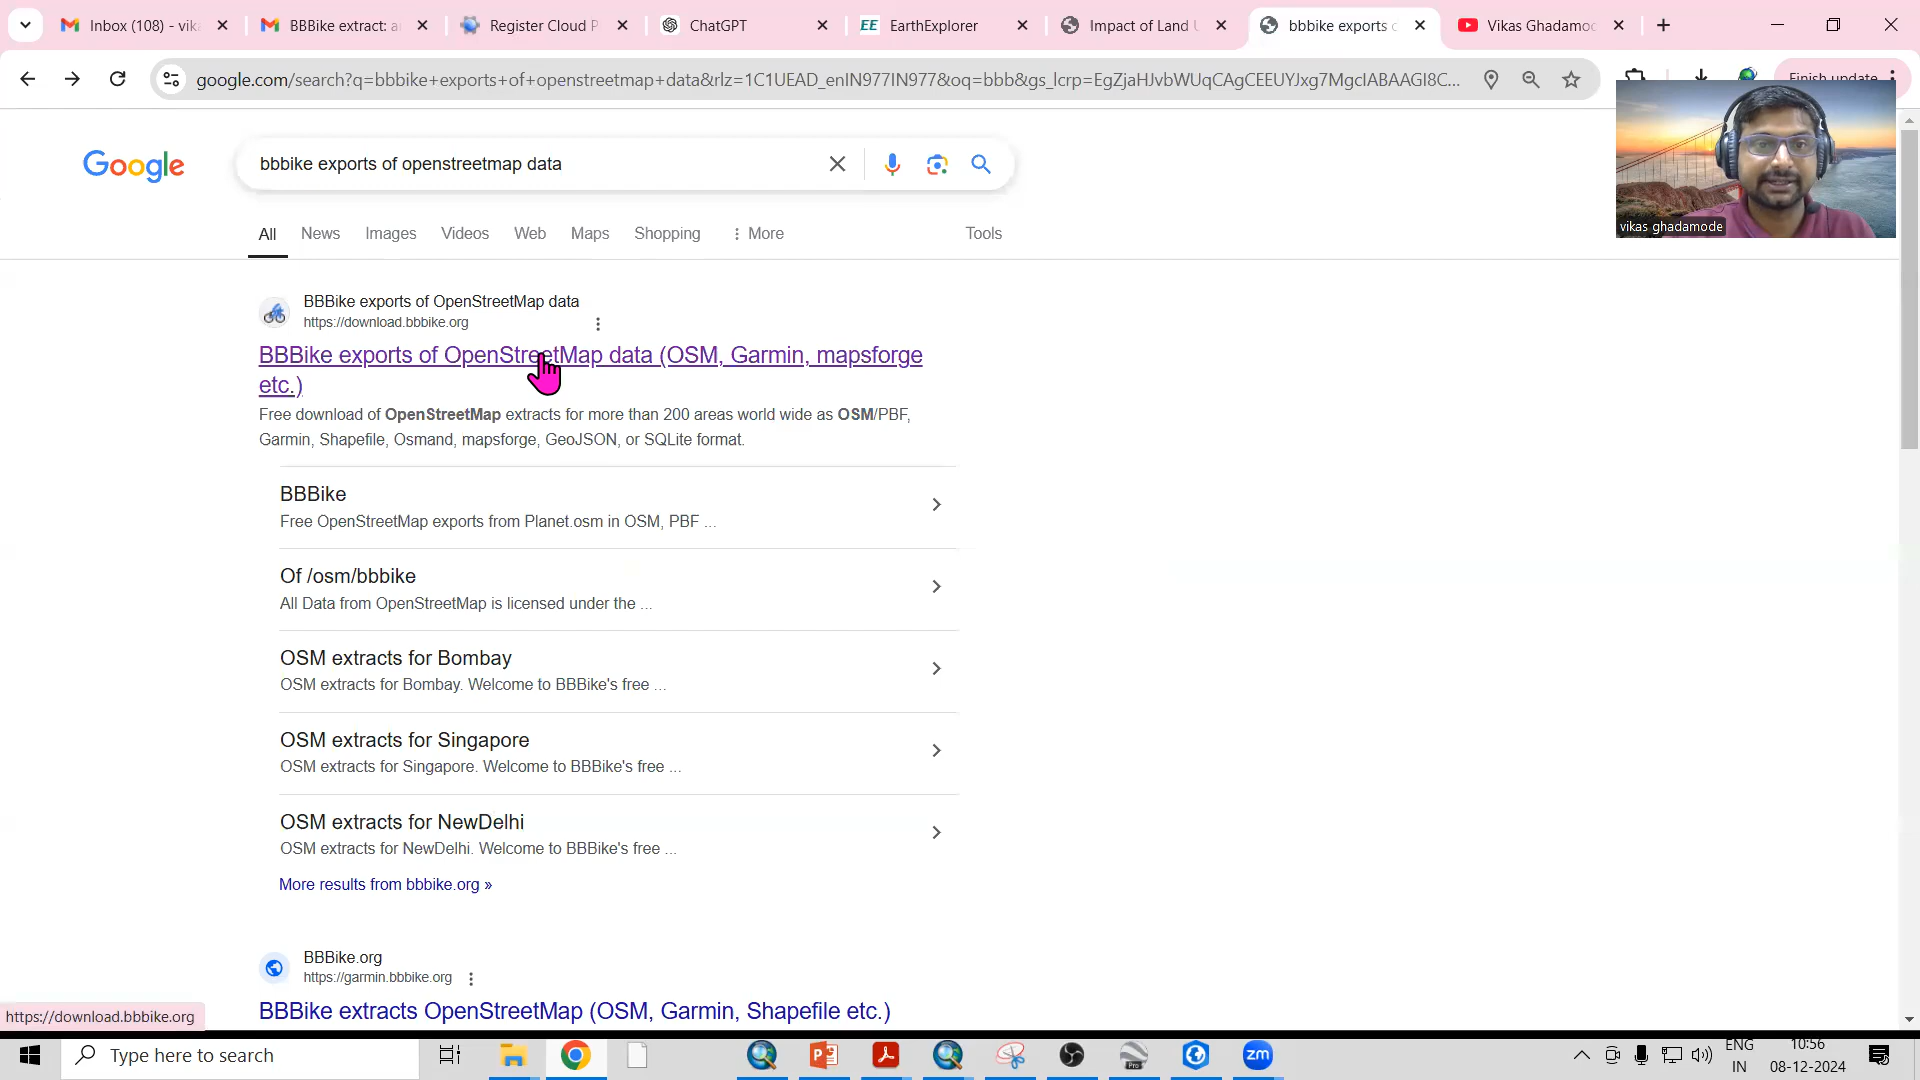 Inbox (108) - vik
BBBike extract: a
Register Cloud P
ChatGPT
EE EarthExplorer
Impact of Land U
bbbike exports o
Vikas Ghadamod
google.com/search?q=bbbike+exports+of+openstreetmap+data&rlz=1C1UEAD_enIN977IN977&oq=bbb&gs_lcrp=EgZjaHJvbWUqCAgCEEUYJxg7MgcIABAAGI8C...
Finish update
Google
bbbike exports of openstreetmap data
All News Images Videos Web Maps Shopping More Tools
vikas ghadamode
BBBike exports of OpenStreetMap data
https://download.bbbike.org
BBBike exports of OpenStreetMap data (OSM, Garmin, mapsforge
etc.)
Free download of OpenStreetMap extracts for more than 200 areas world wide as OSM/PBF,
Garmin, Shapefile, Osmand, mapsforge, GeoJSON, or SQLite format.
BBBike
Free OpenStreetMap exports from Planet.osm in OSM, PBF ...
Of /osm/bbbike
All Data from OpenStreetMap is licensed under the ...
OSM extracts for Bombay
OSM extracts for Bombay. Welcome to BBBike's free ...
OSM extracts for Singapore
OSM extracts for Singapore. Welcome to BBBike's free ...
OSM extracts for NewDelhi
OSM extracts for NewDelhi. Welcome to BBBike's free ...
More results from bbbike.org »
BBBike.org
https://garmin.bbbike.org
BBBike extracts OpenStreetMap (OSM, Garmin, Shapefile etc.)
https://download.bbbike.org
Type here to search
Pro
zm
ENG
IN
10:56
08-12-2024